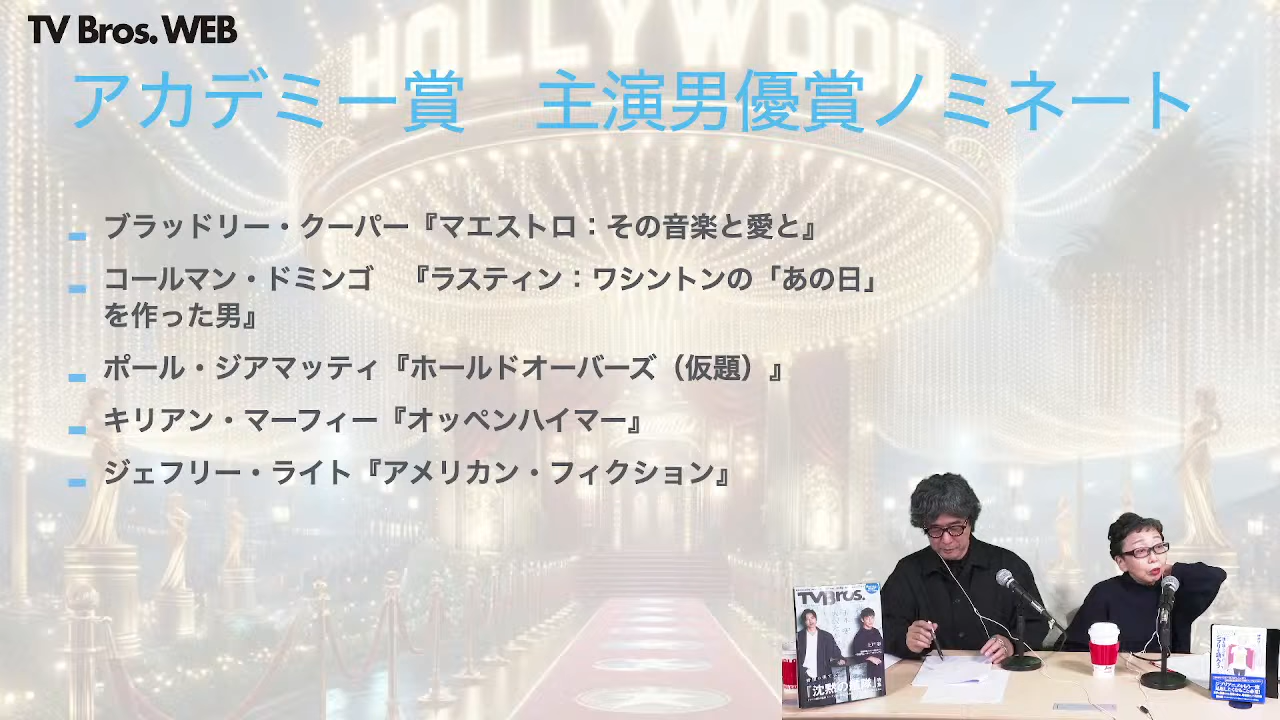 TV Bros. WEB
HOLLYWOOD
アカデミー賞　主演男優賞ノミネート
ブラッドリー・クーパー『マエストロ：その音楽と愛と』
コールマン・ドミンゴ　『ラスティン：ワシントンの「あの日」
を作った男』
ポール・ジアマッティ『ホールドオーバーズ（仮題）』
キリアン・マーフィー『オッペンハイマー』
ジェフリー・ライト『アメリカン・フィクション』
TVBros.
『沈黙の艦隊』